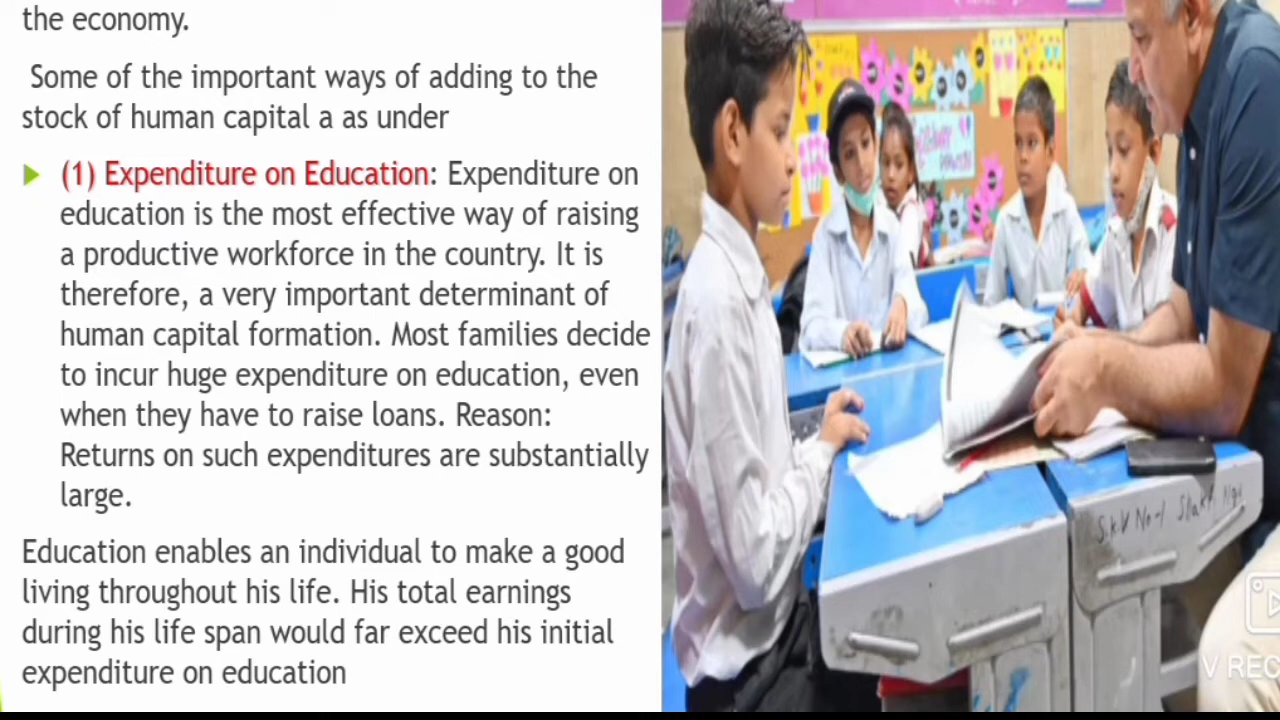 the economy.
Some of the important ways of adding to the
stock of human capital a as under
(1) Expenditure on Education: Expenditure on
education is the most effective way of raising
a productive workforce in the country. It is
therefore, a very important determinant of
human capital formation. Most families decide
to incur huge expenditure on education, even
when they have to raise loans. Reason:
Returns on such expenditures are substantially
large.
Education enables an individual to make a good
living throughout his life. His total earnings
during his life span would far exceed his initial
expenditure on education
S.K.V No-1
V REC